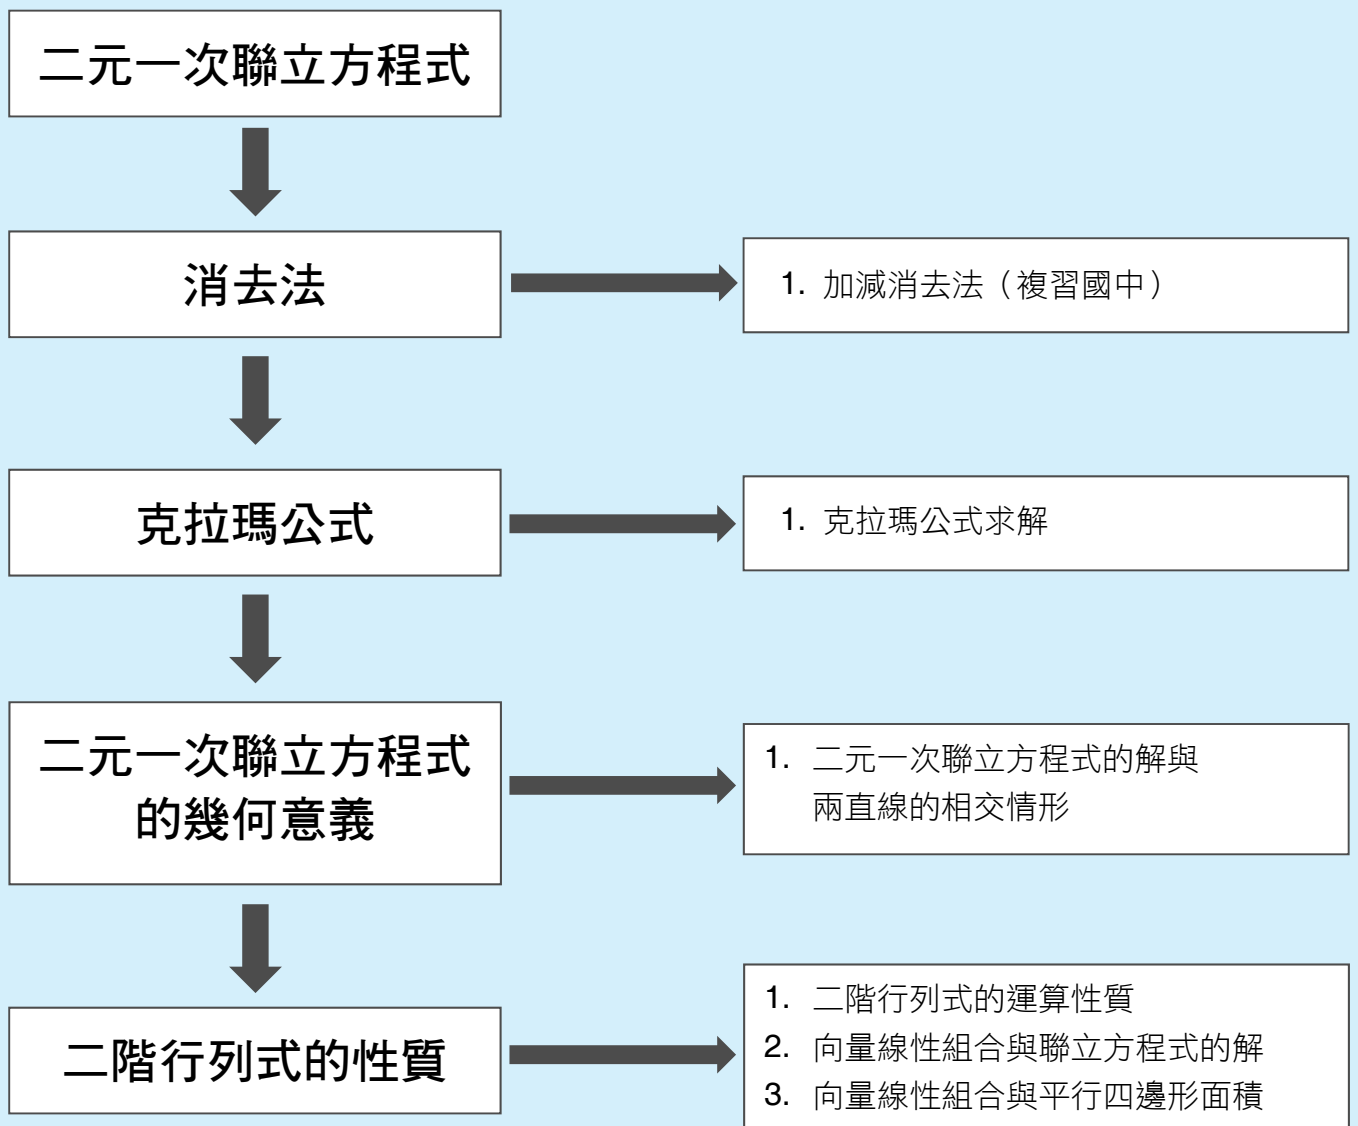 二元一次聯立方程式
消去法
1. 加減消去法（複習國中）
克拉瑪公式
1. 克拉瑪公式求解
二元一次聯立方程式
的幾何意義
1. 二元一次聯立方程式的解與
兩直線的相交情形
二階行列式的性質
1. 二階行列式的運算性質
2. 向量線性組合與聯立方程式的解
3. 向量線性組合與平行四邊形面積